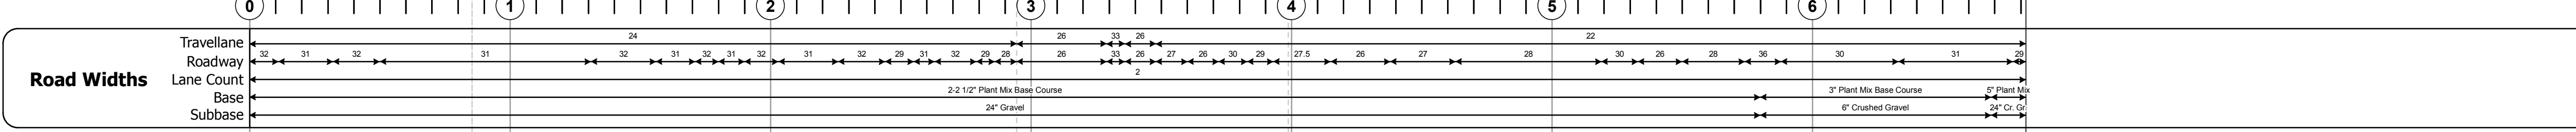 0 1 2 3 4 5 6
Road Widths
Travellane 24 26 33 26 22
Roadway 32 31 32 31 32 31 32 31 32 31 32 29 31 32 29 28 26 33 26 27 26 30 29 27.5 26 27 28 30 26 28 36 30 31 29
Lane Count 2
Base 2-2 1/2" Plant Mix Base Course 3" Plant Mix Base Course 5" Plant Mix
Subbase 24" Gravel 6" Crushed Gravel 24" Cr. Gr